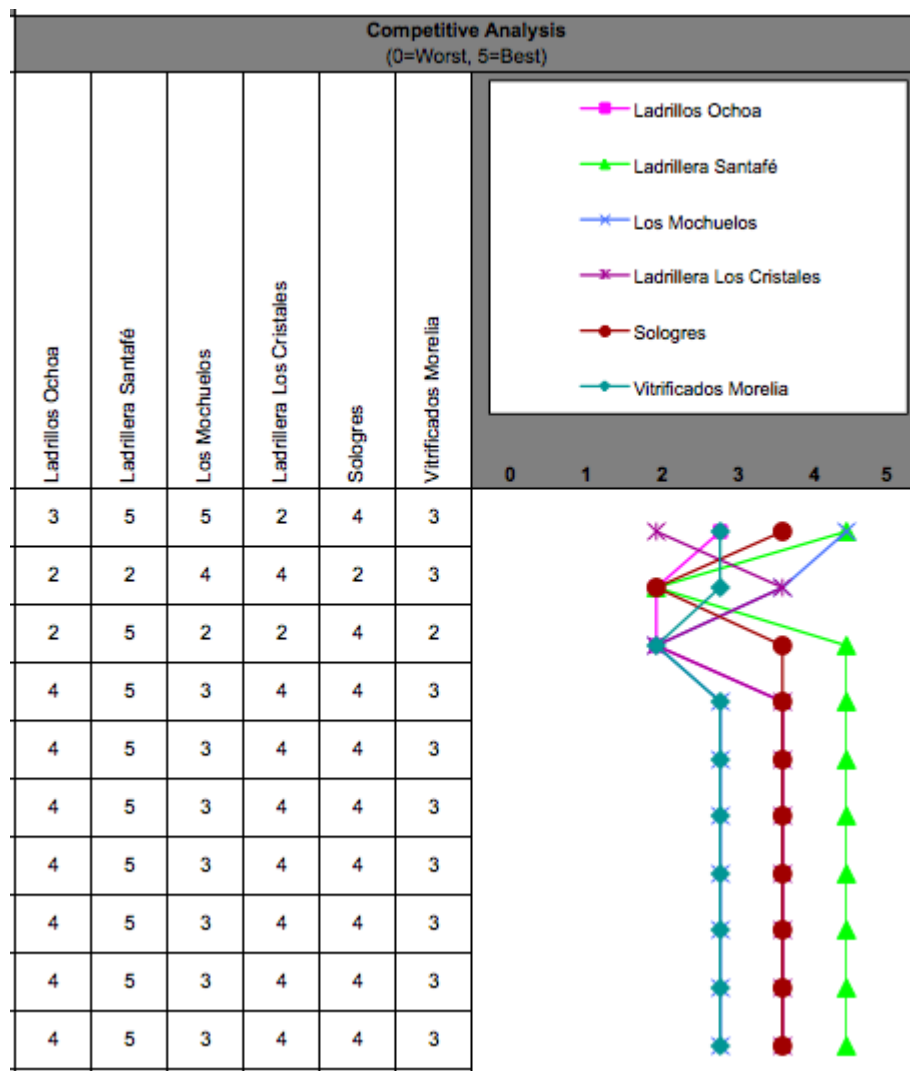 Competitive Analysis
(0=Worst, 5=Best)
Ladrillos Ochoa
Ladrillera Santafé
Los Mochuelos
Ladrillera Los Cristales
Sologres
Vitrificados Morelia
Ladrillos Ochoa
Ladrillera Santafé
Los Mochuelos
Ladrillera Los Cristales
Sologres
Vitrificados Morelia
0 1 2 3 4 5
3 5 5 2 4 3
2 2 4 4 2 3
2 5 2 2 4 2
4 5 3 4 4 3
4 5 3 4 4 3
4 5 3 4 4 3
4 5 3 4 4 3
4 5 3 4 4 3
4 5 3 4 4 3
4 5 3 4 4 3